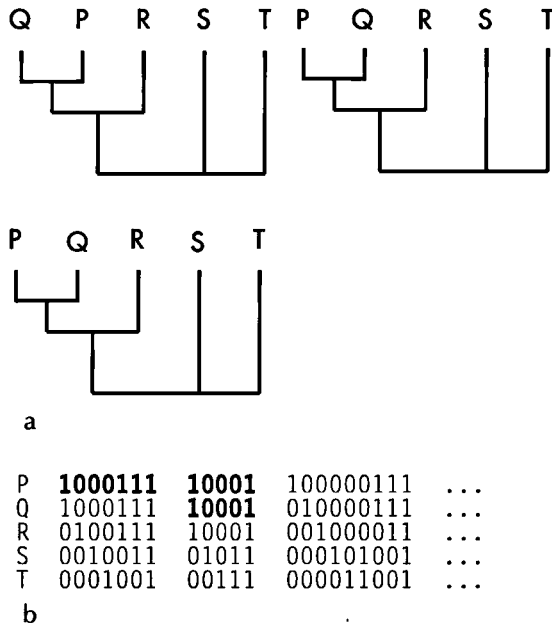 Q P R S T P Q R S T
P Q R S T
a
P 1000111 10001 100000111 ...
Q 1000111 10001 010000111 ...
R 0100111 10001 001000011 ...
S 0010011 01011 000101001 ...
T 0001001 00111 000011001 ...
b